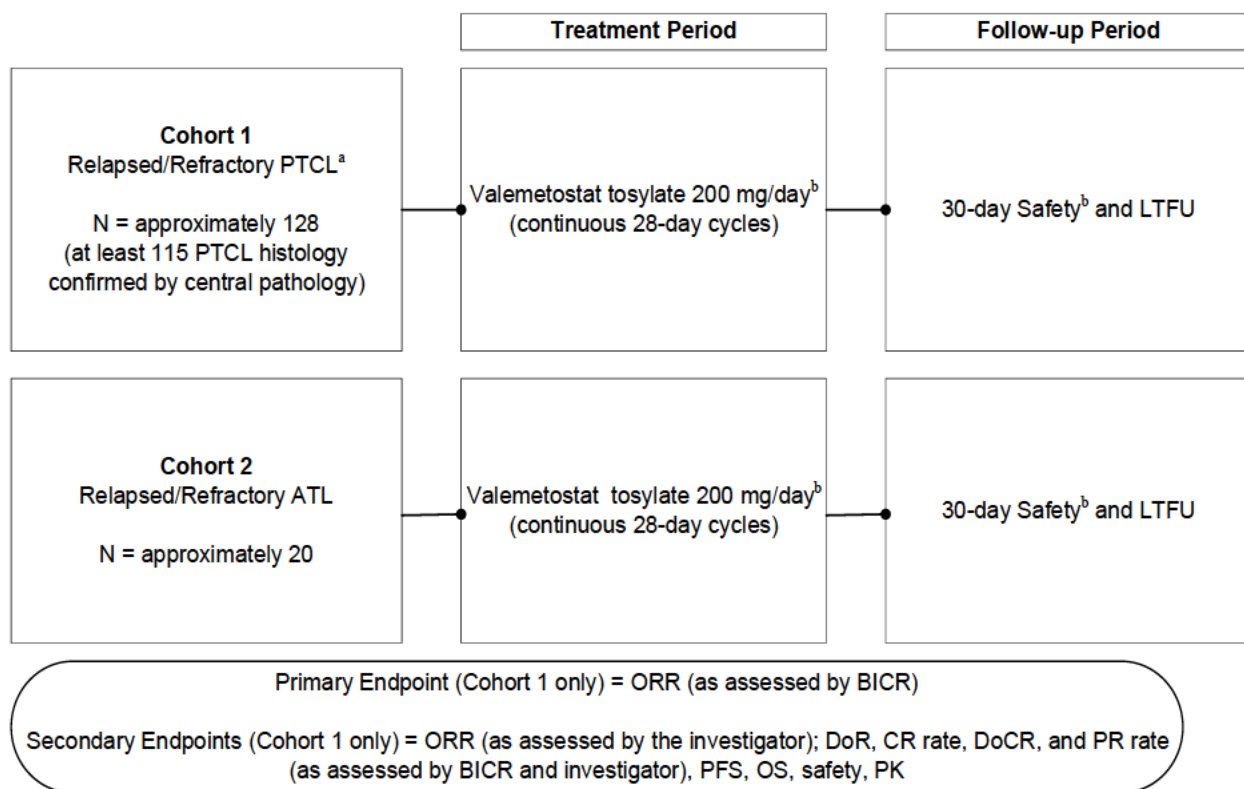 Treatment Period
Follow-up Period
Cohort 1
Relapsed/Refractory PTCLᵃ
N = approximately 128
(at least 115 PTCL histology
confirmed by central pathology)
Valemetostat tosylate 200 mg/dayᵇ
(continuous 28-day cycles)
30-day Safetyᵇ and LTFU
Cohort 2
Relapsed/Refractory ATL
N = approximately 20
Valemetostat tosylate 200 mg/dayᵇ
(continuous 28-day cycles)
30-day Safetyᵇ and LTFU
Primary Endpoint (Cohort 1 only) = ORR (as assessed by BICR)
Secondary Endpoints (Cohort 1 only) = ORR (as assessed by the investigator); DoR, CR rate, DoCR, and PR rate
(as assessed by BICR and investigator), PFS, OS, safety, PK